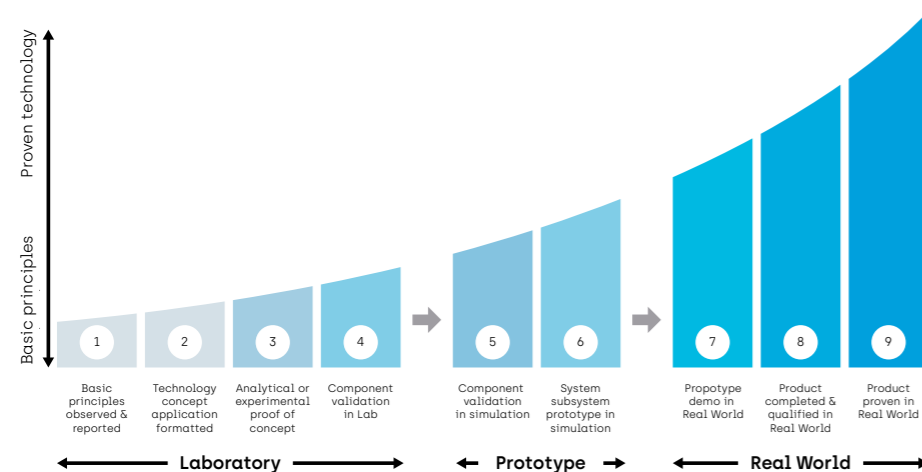 Proven technology
Basic principles
1
2
3
4
5
6
7
8
9
Basic
principles
observed &
reported
Technology
concept
application
formatted
Analytical or
experimental
proof of
concept
Component
validation
in Lab
Component
validation
in simulation
System
subsystem
prototype in
simulation
Propotype
demo in
Real World
Product
completed &
qualified in
Real World
Product
proven in
Real World
Laboratory
Prototype
Real World